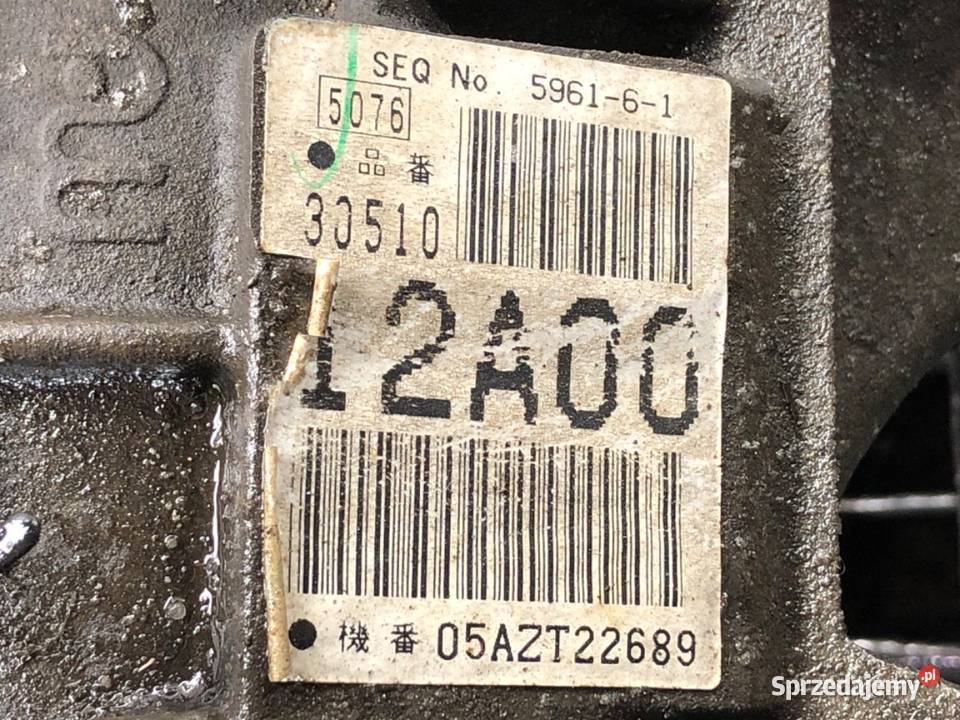 SEQ No. 5961-6-1
5076
● 品番
30510
12A00
● 機番 05AZT22689
Sprzedajemy.pl